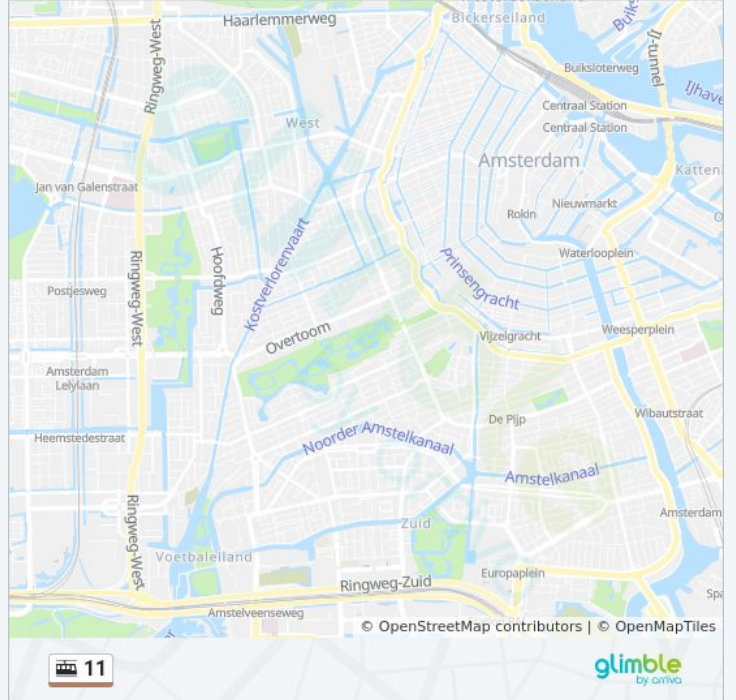 Haarlemmerweg
Bickerseiland
Ringweg-West
IJ-tunnel
Buiksloterweg
Centraal Station
Centraal Station
West
Amsterdam
Jan van Galenstraat
Nieuwmarkt
Rokin
Hoofdweg
Kostverlorenvaart
Waterlooplein
Prinsengracht
Postjesweg
Ringweg-West
Overtoom
Vijzelgracht
Weesperplein
Amsterdam
Lelylaan
De Pijp
Wibautstraat
Heemstedestraat
Noorder Amstelkanaal
Amstelkanaal
Ringweg-West
Zuid
Amsterdam
Voetbaleiland
Europaplein
Ringweg-Zuid
Amstelveenseweg
© OpenStreetMap contributors | © OpenMapTiles
11
glimble
by arriva